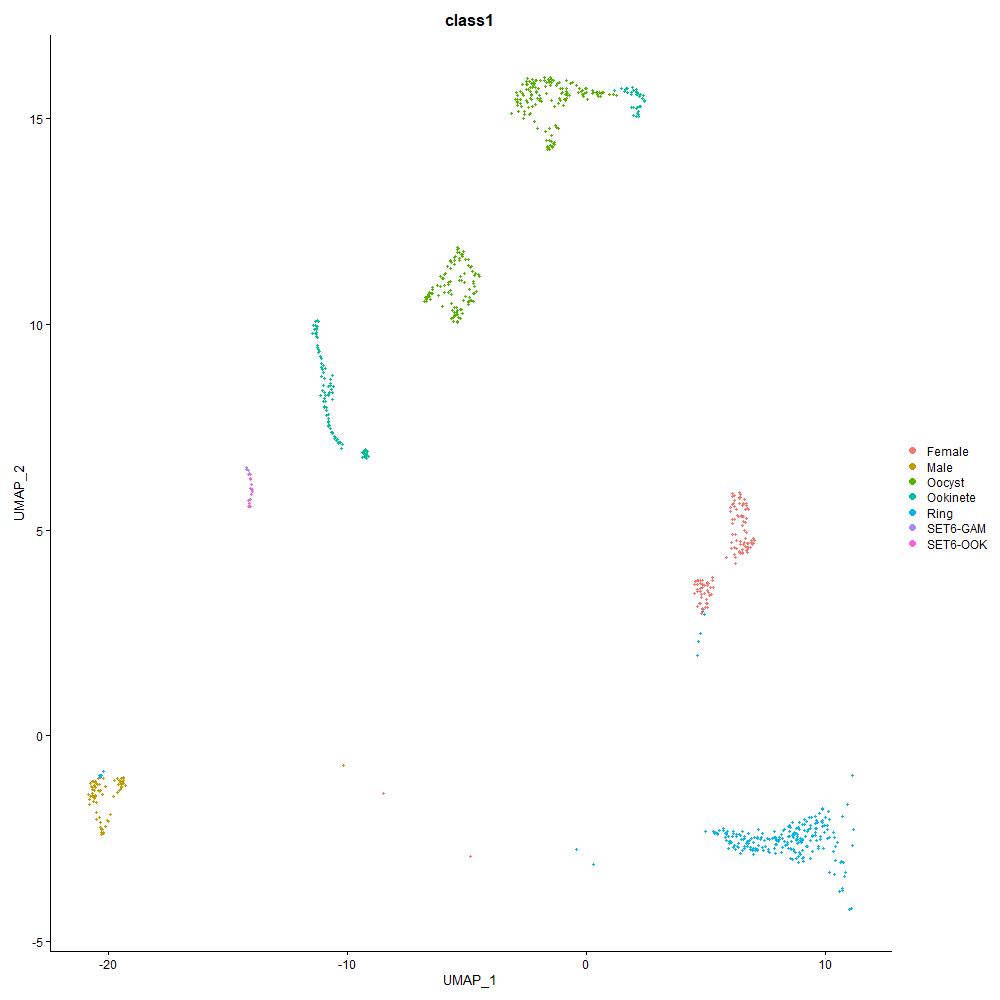 class1
15
10
5
0
-5
UMAP_2
-20
-10
0
10
UMAP_1
Female
Male
Oocyst
Ookinete
Ring
SET6-GAM
SET6-OOK